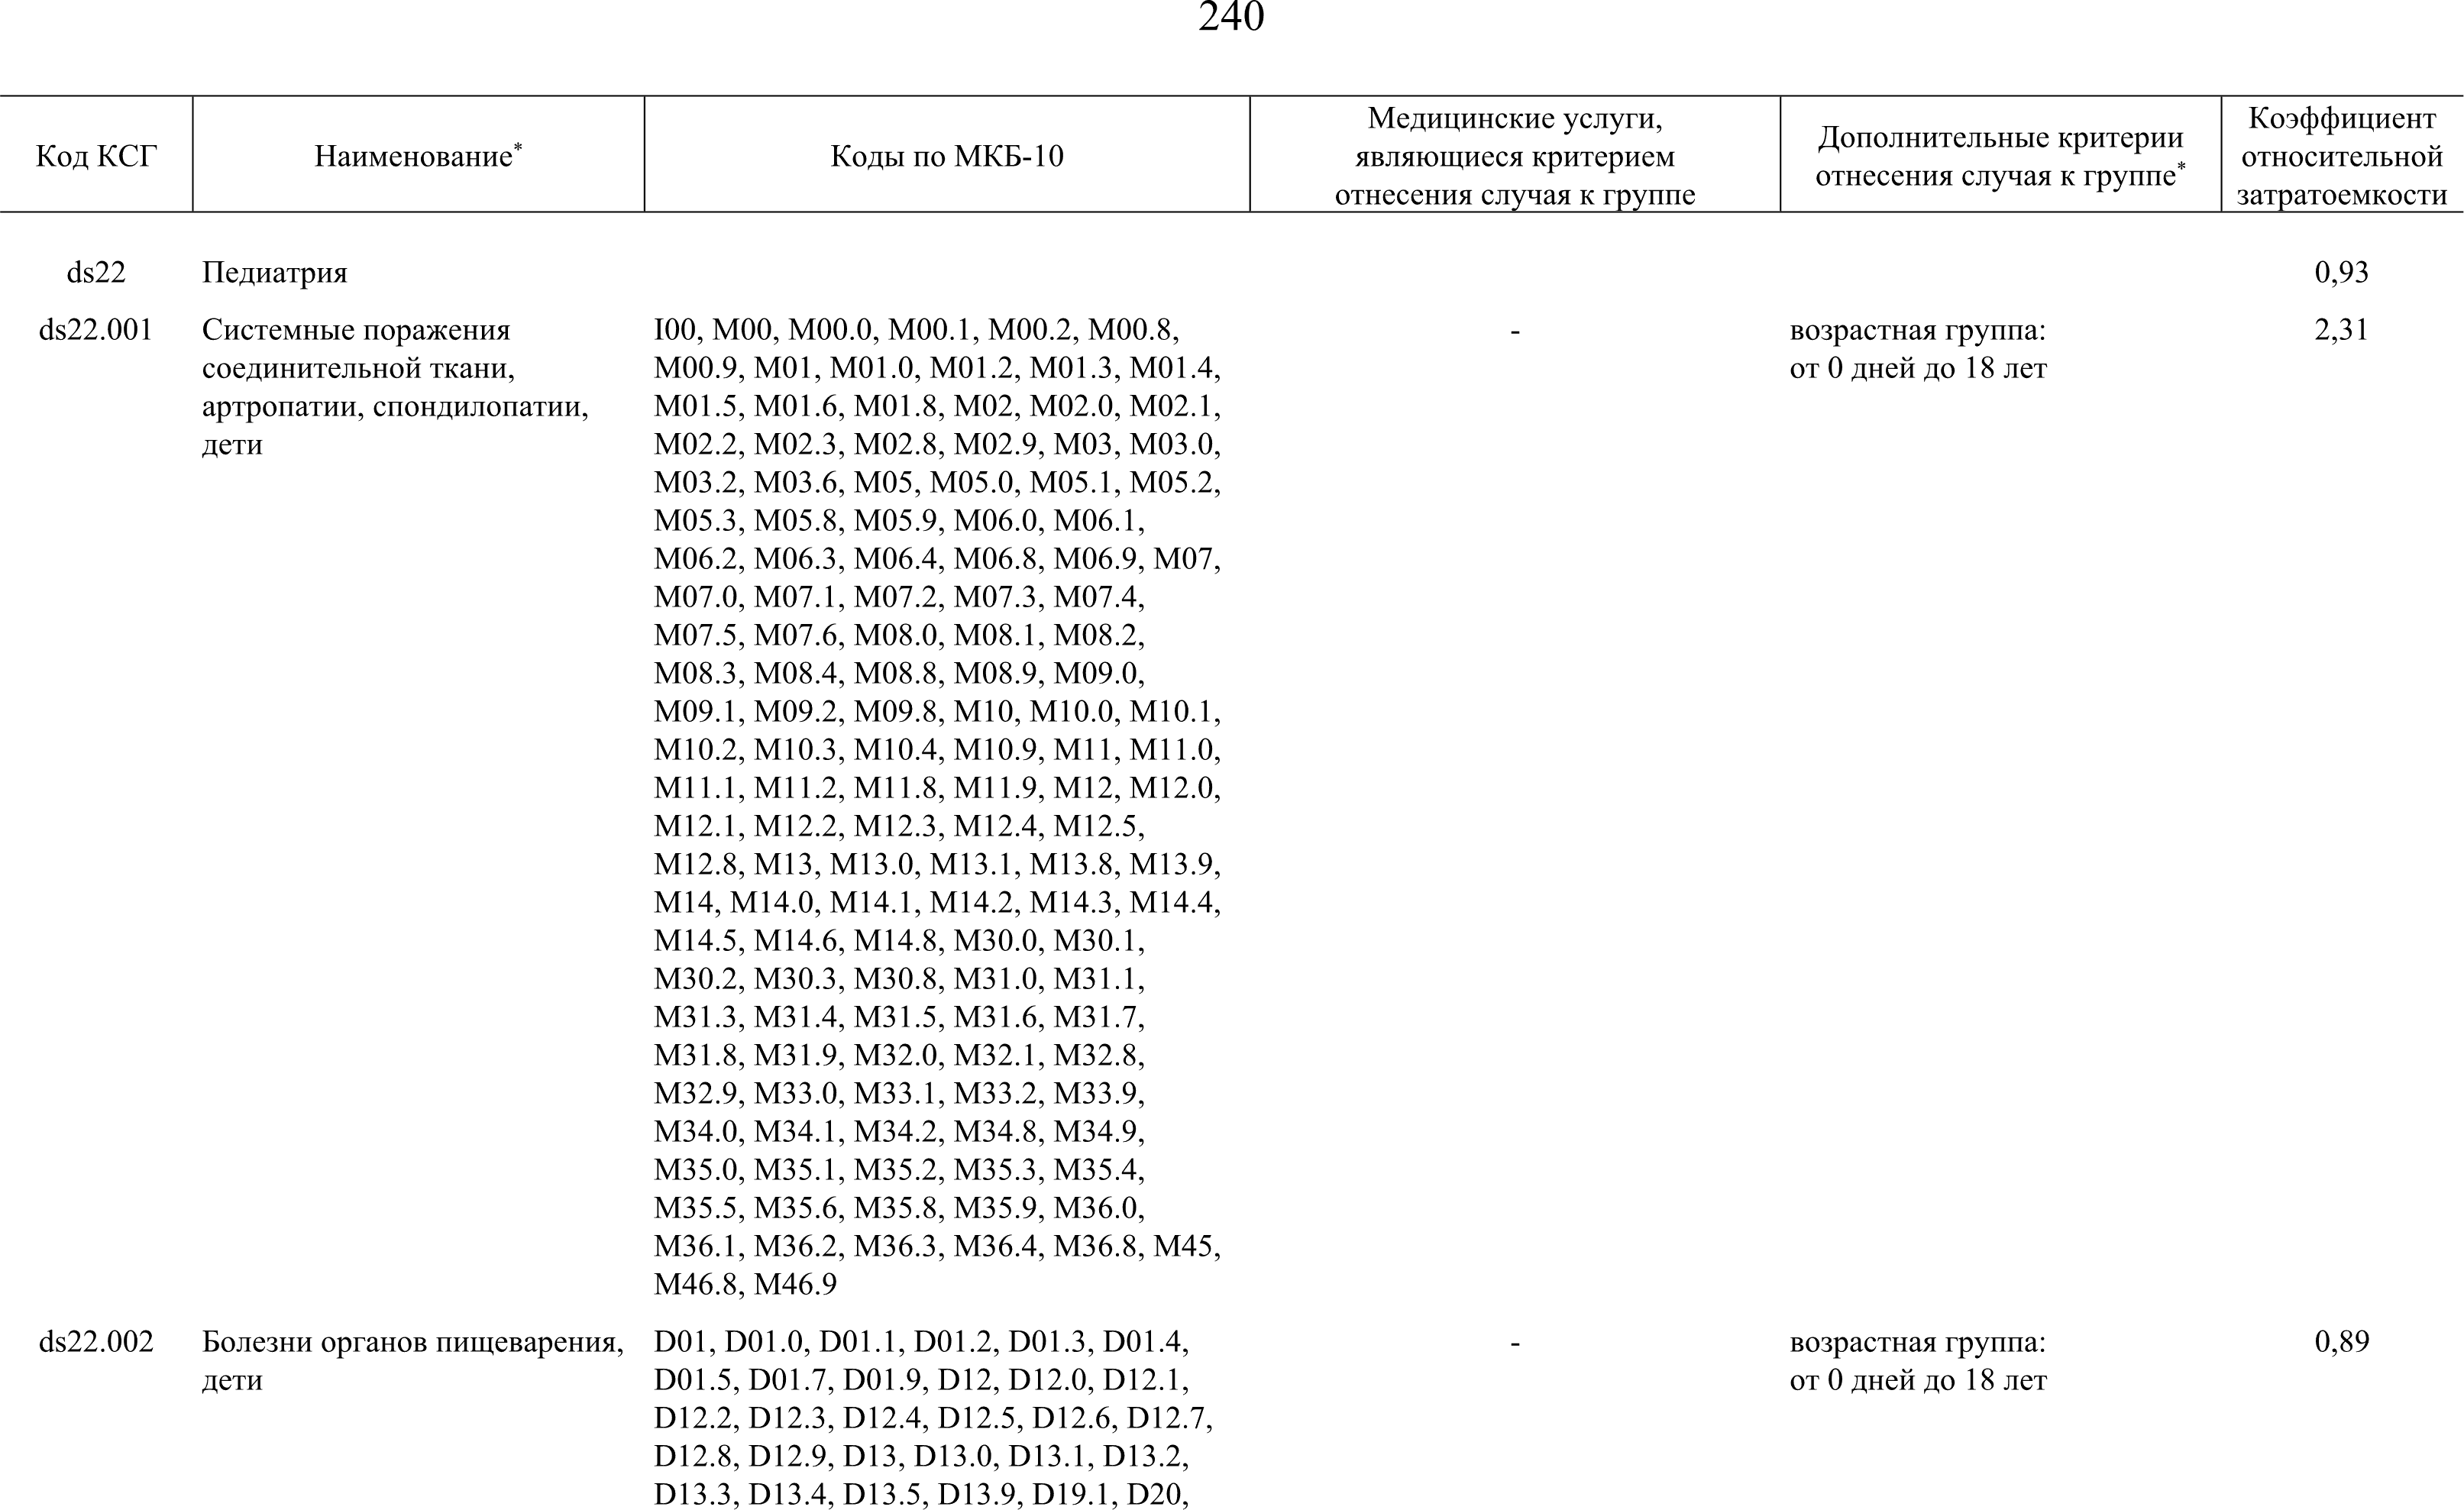 240
Код КСГ
Наименование*
Коды по МКБ-10
Медицинские услуги,
являющиеся критерием
отнесения случая к группе
Дополнительные критерии
отнесения случая к группе*
Коэффициент
относительной
затратоемкости
ds22
Педиатрия
0,93
ds22.001
Системные поражения
соединительной ткани,
артропатии, спондилопатии,
дети
I00, M00, M00.0, M00.1, M00.2, M00.8,
M00.9, M01, M01.0, M01.2, M01.3, M01.4,
M01.5, M01.6, M01.8, M02, M02.0, M02.1,
M02.2, M02.3, M02.8, M02.9, M03, M03.0,
M03.2, M03.6, M05, M05.0, M05.1, M05.2,
M05.3, M05.8, M05.9, M06.0, M06.1,
M06.2, M06.3, M06.4, M06.8, M06.9, M07,
M07.0, M07.1, M07.2, M07.3, M07.4,
M07.5, M07.6, M08.0, M08.1, M08.2,
M08.3, M08.4, M08.8, M08.9, M09.0,
M09.1, M09.2, M09.8, M10, M10.0, M10.1,
M10.2, M10.3, M10.4, M10.9, M11, M11.0,
M11.1, M11.2, M11.8, M11.9, M12, M12.0,
M12.1, M12.2, M12.3, M12.4, M12.5,
M12.8, M13, M13.0, M13.1, M13.8, M13.9,
M14, M14.0, M14.1, M14.2, M14.3, M14.4,
M14.5, M14.6, M14.8, M30.0, M30.1,
M30.2, M30.3, M30.8, M31.0, M31.1,
M31.3, M31.4, M31.5, M31.6, M31.7,
M31.8, M31.9, M32.0, M32.1, M32.8,
M32.9, M33.0, M33.1, M33.2, M33.9,
M34.0, M34.1, M34.2, M34.8, M34.9,
M35.0, M35.1, M35.2, M35.3, M35.4,
M35.5, M35.6, M35.8, M35.9, M36.0,
M36.1, M36.2, M36.3, M36.4, M36.8, M45,
M46.8, M46.9
-
возрастная группа:
от 0 дней до 18 лет
2,31
ds22.002
Болезни органов пищеварения,
дети
D01, D01.0, D01.1, D01.2, D01.3, D01.4,
D01.5, D01.7, D01.9, D12, D12.0, D12.1,
D12.2, D12.3, D12.4, D12.5, D12.6, D12.7,
D12.8, D12.9, D13, D13.0, D13.1, D13.2,
D13.3, D13.4, D13.5, D13.9, D19.1, D20,
-
возрастная группа:
от 0 дней до 18 лет
0,89